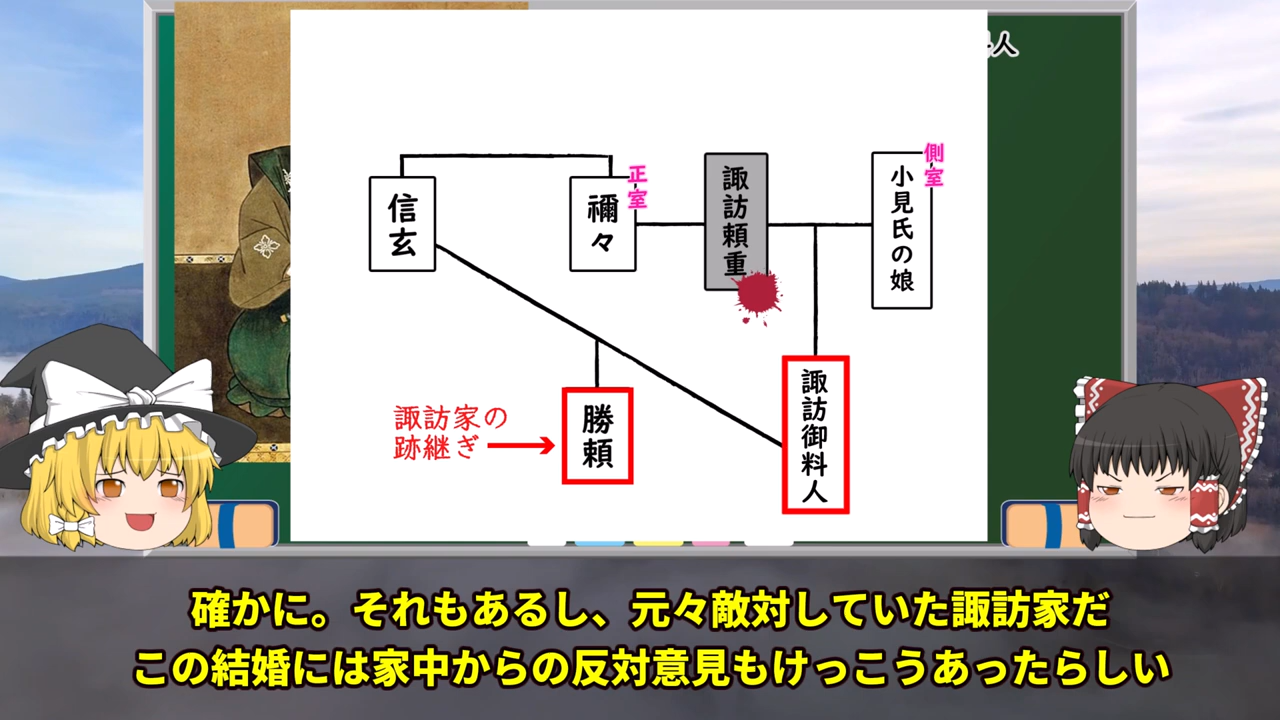 人
信玄
禰々
正室
諏訪頼重
側室
小見氏の娘
諏訪家の
跡継ぎ
勝頼
諏訪御料人
確かに。それもあるし、元々敵対していた諏訪家だ
この結婚には家中からの反対意見もけっこうあったらしい